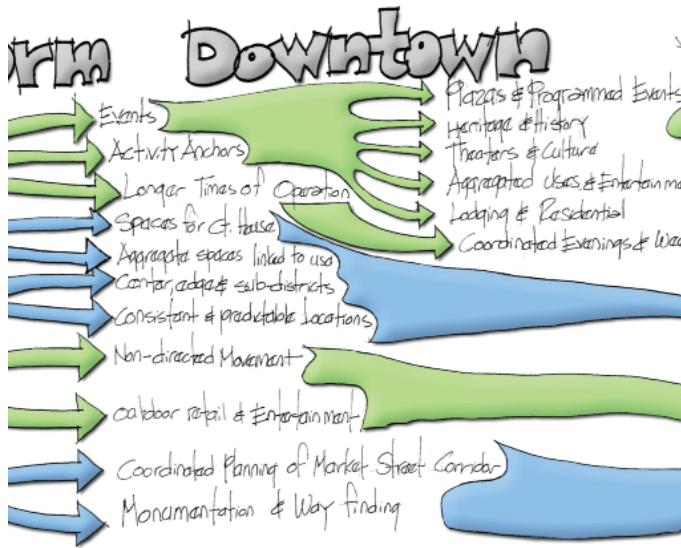 orm Downtown
Events
Activity Anchors
Longer Times of Operation
Spaces for Ct. House
Aggregate spaces linked to use
Center, edge & sub-districts
Consistent & predictable Locations
Non-directed Movement
outdoor retail & Entertainment
Coordinated Planning of Market Street Corridor
Monumentation & Way finding
Plazas & Programmed Events
Heritage & History
Theaters & Culture
Aggregated Uses & Entertainme
Lodging & Residential
Coordinated Evenings & Wee